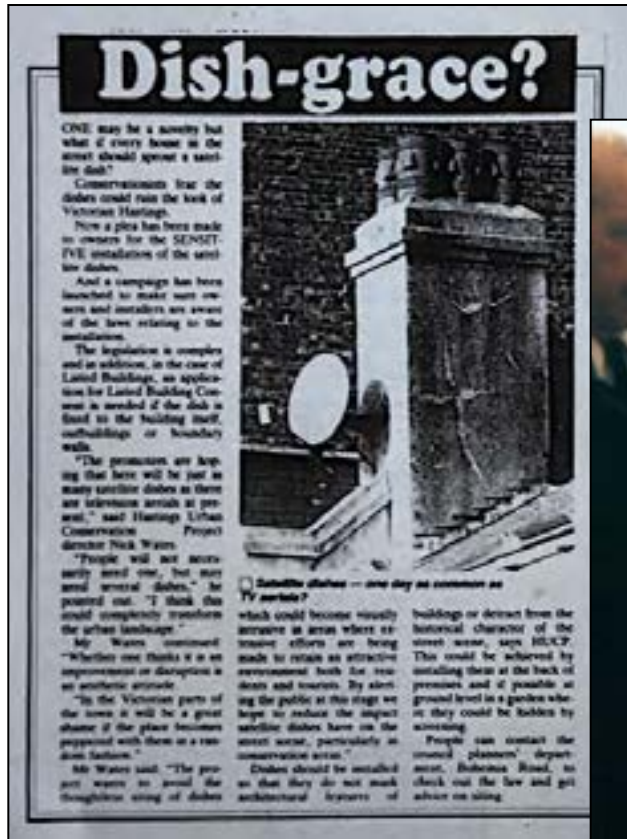 Dish-grace?
ONE may be a novelty but
what if every house in the
street should sprout a satel-
lite dish?
Conservationists fear the
dishes could ruin the look of
Victorian Hastings.
Now a plea has been made
to owners for the SENSIT-
IVE installation of the satel-
lite dishes.
And a campaign has been
launched to make sure ow-
ners and installers are aware
of the laws relating to the
installation.
The legislation is complex
and in addition, in the case of
Listed Buildings, an applica-
tion for Listed Building Con-
sent is needed if the dish is
fixed to the building itself,
outbuildings or boundary
walls.
"The promoters are hop-
ing that here will be just as
many satellite dishes as there
are television aerials at pre-
sent," said Hastings Urban
Conservation Project
director Nick Wates.
"People will not neces-
sarily need one, but may
need several dishes," he
pointed out. "I think this
could completely transform
the urban landscape."
Mr Wates continued:
"Whether one thinks it is an
improvement or disruption is
an aesthetic attitude.
"In the Victorian parts of
the town it will be a great
shame if the place becomes
peppered with them in a ran-
dom fashion."
Mr Wates said: "The pro-
ject wants to avoid the
thoughtless siting of dishes
Satellite dishes — one day as common as
TV aerials?
which could become visually
intrusive in areas where ex-
tensive efforts are being
made to retain an attractive
environment both for resi-
dents and tourists. By alert-
ing the public at this stage we
hope to reduce the impact
satellite dishes have on the
street scene, particularly in
conservation areas."
Dishes should be installed
so that they do not mask
architectural features of
buildings or detract from the
historical character of the
street scene, says HUCP.
This could be achieved by
installing them at the back of
premises and if possible at
ground level in a garden whe-
re they could be hidden by
screening.
People can contact the
council planners' depart-
ment, Bohemia Road, to
check out the law and get
advice on siting.